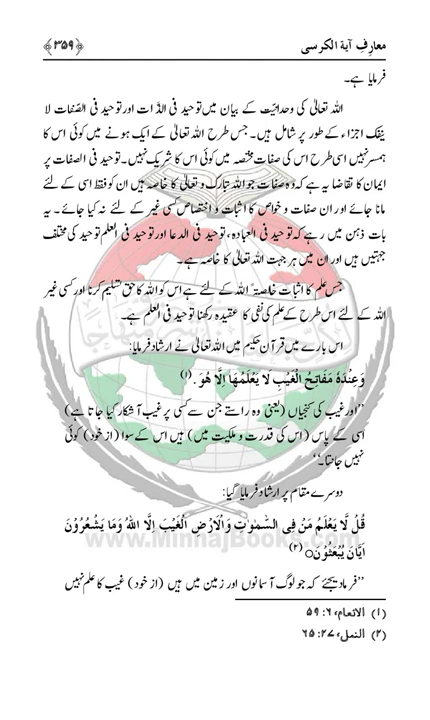 معارِفِ آیۃ الکرسی ﴿۳۵۹﴾
فرمایا ہے۔
اللہ تعالیٰ کی وحدانیّت کے بیان میں توحید فی الذّات اور توحید فی الصّفات لا
ینفک اجزاء کے طور پر شامل ہیں۔ جس طرح اللہ تعالیٰ کے ایک ہونے میں کوئی اس کا
ہمسر نہیں اسی طرح اس کی صفاتِ مختصہ میں کوئی اس کا شریک نہیں۔ توحید فی الصفات پر
ایمان کا تقاضا یہ ہے کہ وہ صفات جو اللہ تبارک و تعالیٰ کا خاصہ ہیں ان کو فقط اسی کے لئے
مانا جائے اور ان صفات و خواص کا اثبات و اختصاص کسی غیر کے لئے نہ کیا جائے۔ یہ
بات ذہن میں رہے کہ توحید فی العبادہ، توحید فی الدعا اور توحید فی العلم توحید کی مختلف
جہتیں ہیں اور ان میں ہر جہت اللہ تعالیٰ کا خاصہ ہے۔
جس علم کا اثبات خالصۃً اللہ کے لئے ہے اس کو اللہ کا حق تسلیم کرنا اور کسی غیر
اللہ کے لئے اس طرح کے علم کی نفی کا عقیدہ رکھنا توحید فی العلم ہے۔
اس بارے میں قرآن حکیم میں اللہ تعالیٰ نے ارشاد فرمایا:
وَعِنْدَهٗ مَفَاتِحُ الْغَيْبِ لَا يَعْلَمُهَا اِلَّا هُوَ۔ (۱)
’’اور غیب کی کنجیاں (یعنی وہ راستے جن سے کسی پر غیب آشکار کیا جاتا ہے)
اسی کے پاس (اس کی قدرت و ملکیت میں) ہیں اس کے سوا (از خود) کوئی
نہیں جانتا۔‘‘
دوسرے مقام پر ارشاد فرمایا گیا:
قُلْ لَّا يَعْلَمُ مَنْ فِي السَّمٰوٰتِ وَالْاَرْضِ الْغَيْبَ اِلَّا اللهُ وَمَا يَشْعُرُوْنَ
اَيَّانَ يُبْعَثُوْنَ○ (۲)
www.MinhajBooks.com
’’فرما دیجئے کہ جو لوگ آسمانوں اور زمین میں ہیں (از خود) غیب کا علم نہیں
(۱) الانعام، ۶: ۵۹
(۲) النمل، ۲۷: ۶۵